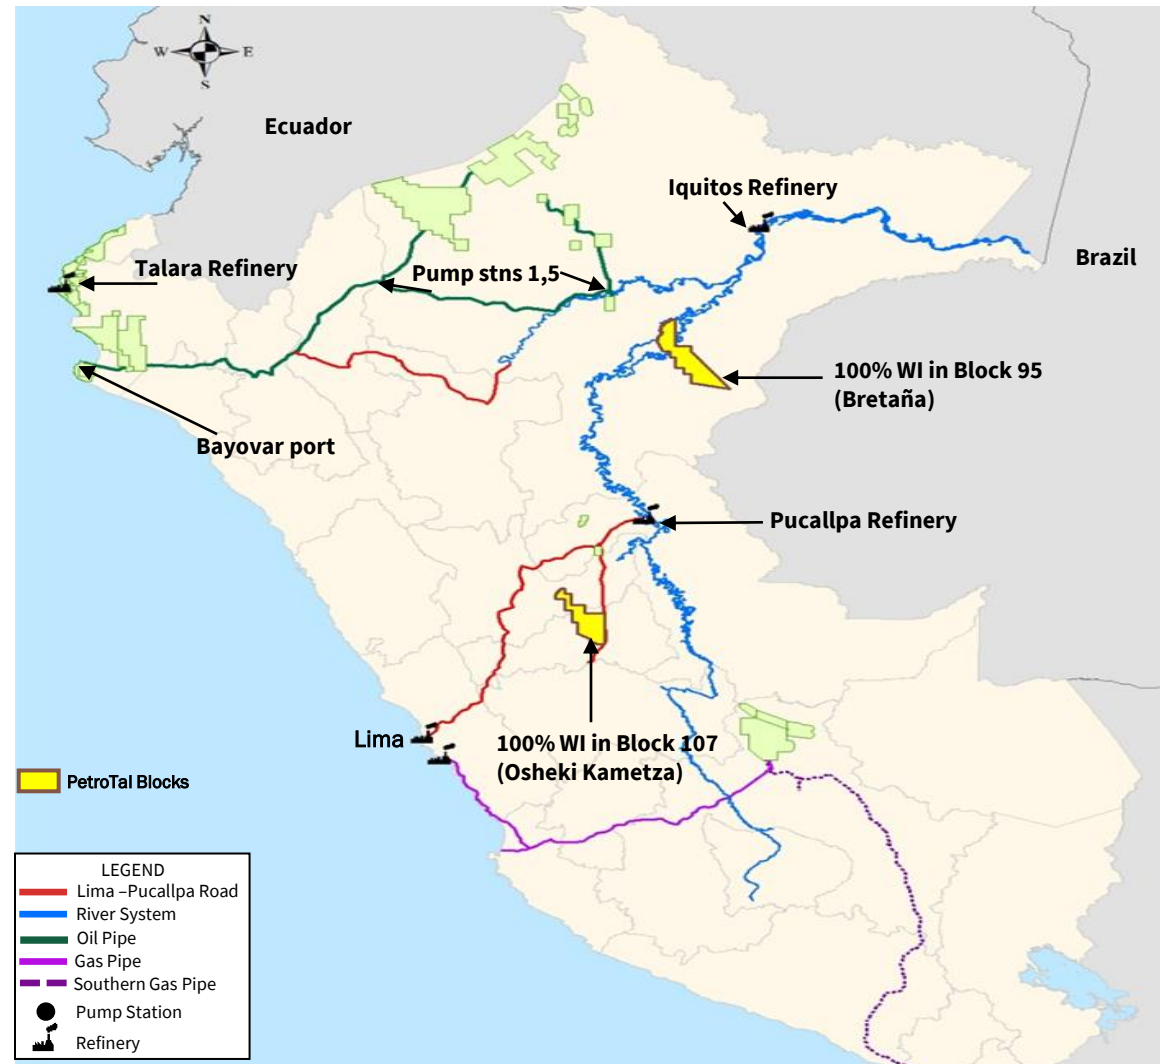 N
W E
S
Ecuador
Iquitos Refinery
Brazil
Talara Refinery
Pump stns 1,5
100% WI in Block 95
(Bretaña)
Bayovar port
Pucallpa Refinery
Lima
100% WI in Block 107
(Osheki Kametza)
PetroTal Blocks
LEGEND
Lima –Pucallpa Road
River System
Oil Pipe
Gas Pipe
Southern Gas Pipe
Pump Station
Refinery